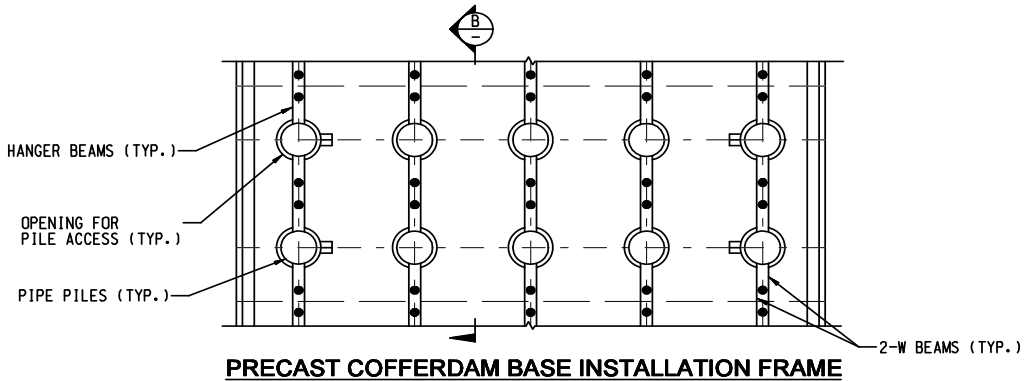 B
–
HANGER BEAMS (TYP.)
OPENING FOR
PILE ACCESS (TYP.)
PIPE PILES (TYP.)
2-W BEAMS (TYP.)
PRECAST COFFERDAM BASE INSTALLATION FRAME